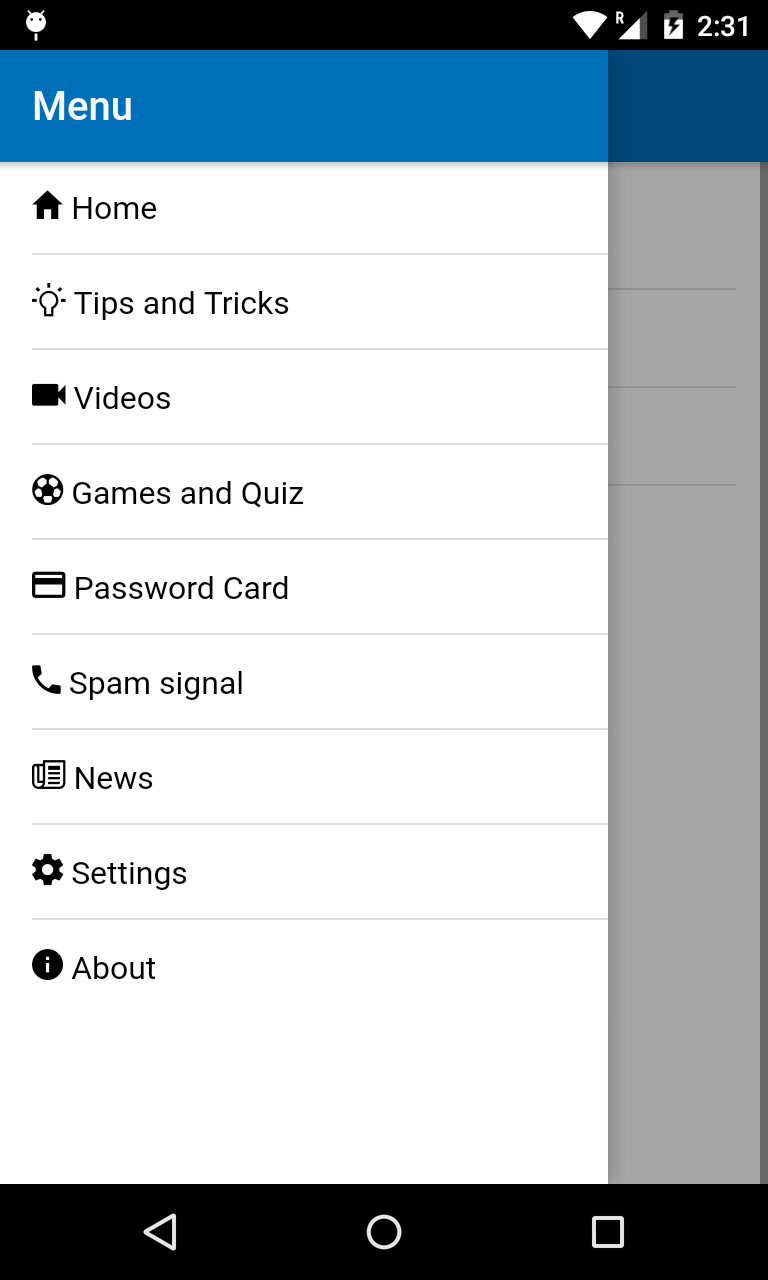 R 2:31
Menu
Home
Tips and Tricks
Videos
Games and Quiz
Password Card
Spam signal
News
Settings
About